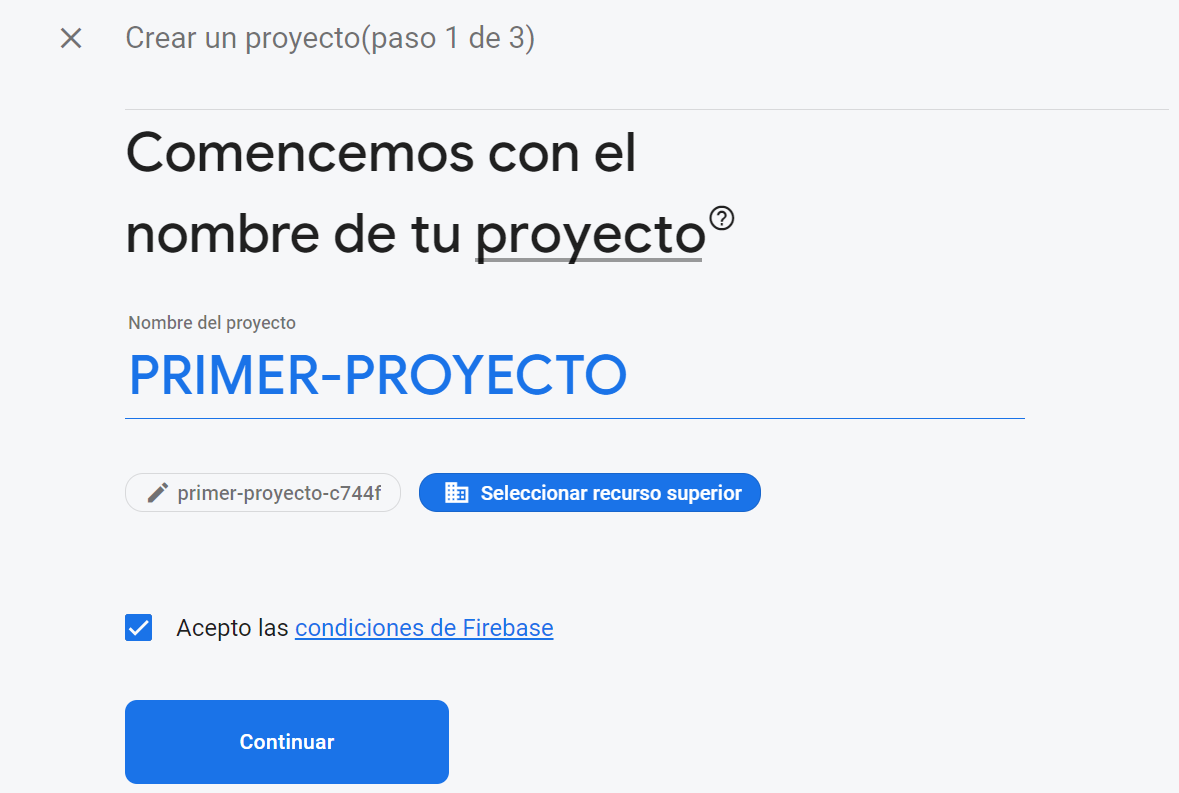 Crear un proyecto(paso 1 de 3)
Comencemos con el
nombre de tu proyecto
Nombre del proyecto
PRIMER-PROYECTO
primer-proyecto-c744f
Seleccionar recurso superior
Acepto las condiciones de Firebase
Continuar